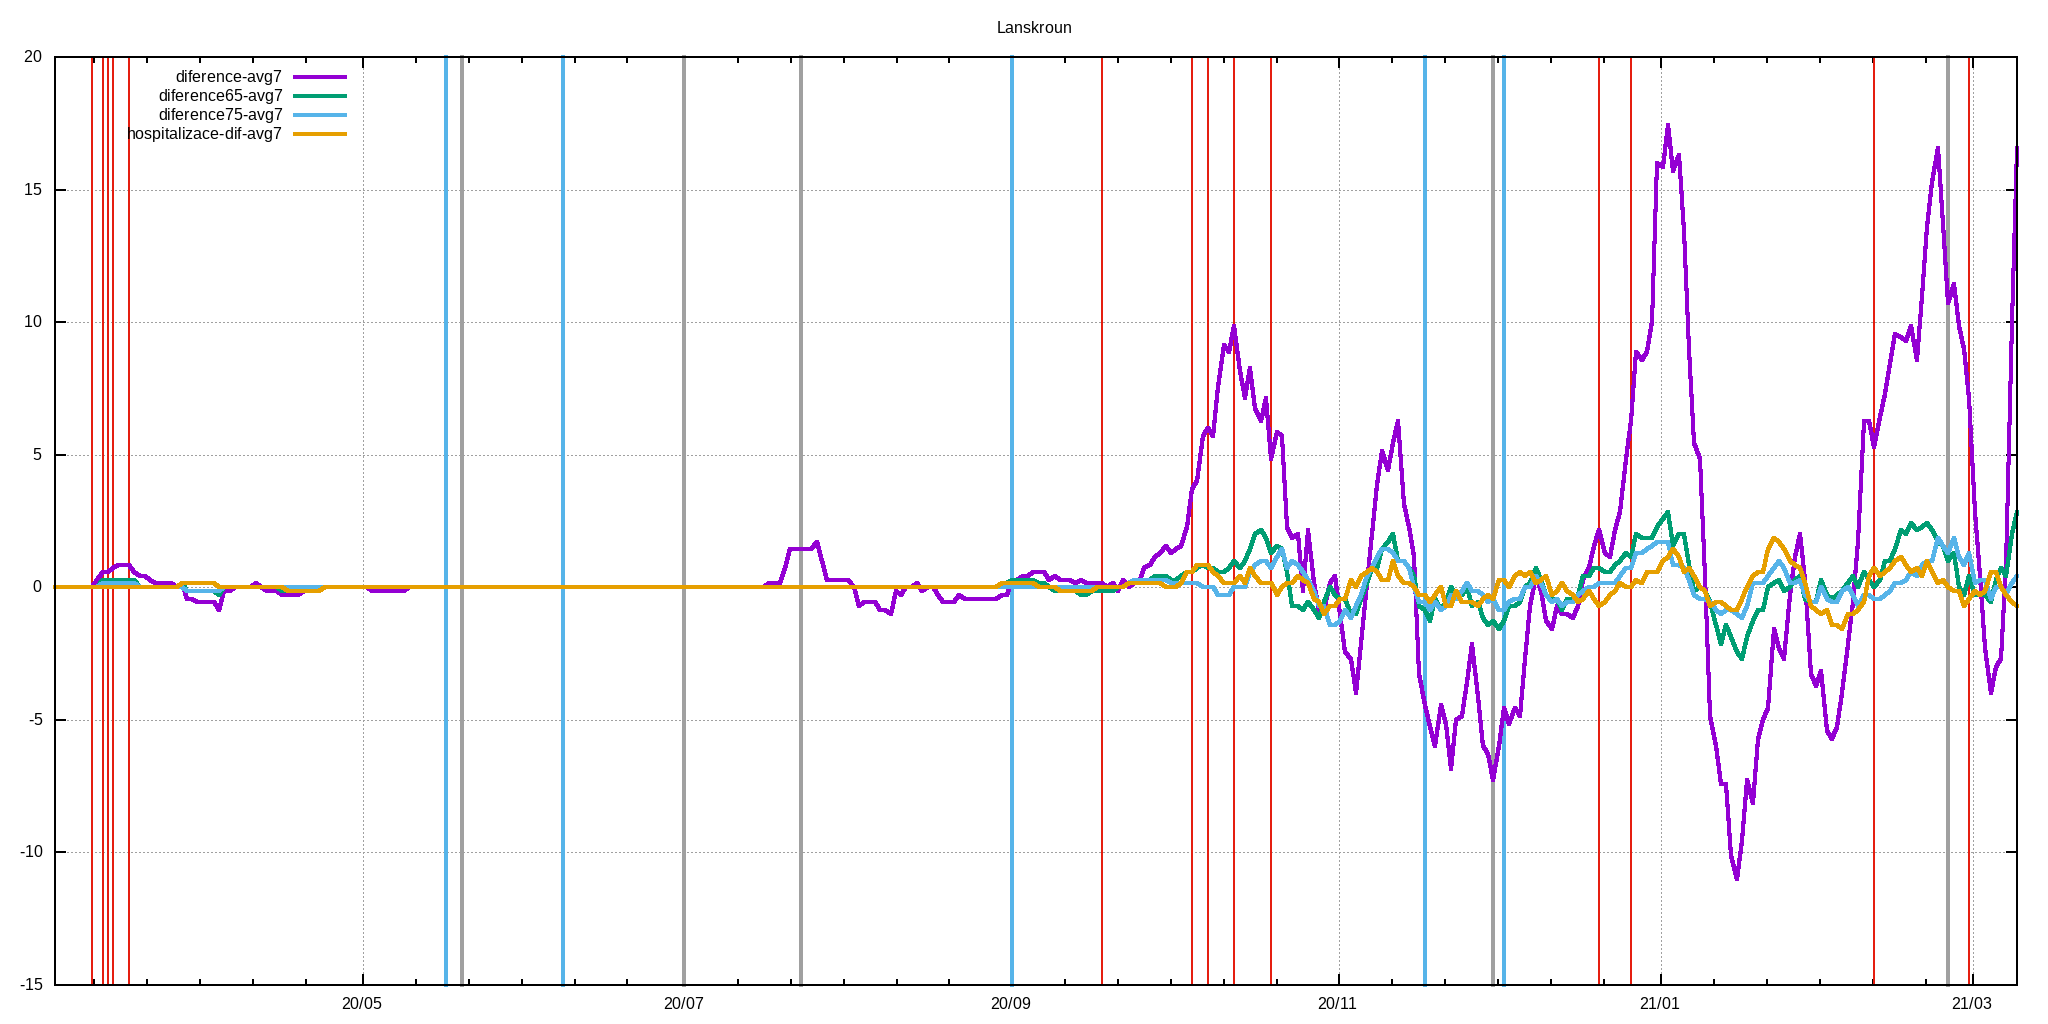 Lanskroun
20
diference-avg7
diference65-avg7
diference75-avg7
hospitalizace-dif-avg7
15
10
5
0
-5
-10
-15
20/05 20/07 20/09 20/11 21/01 21/03